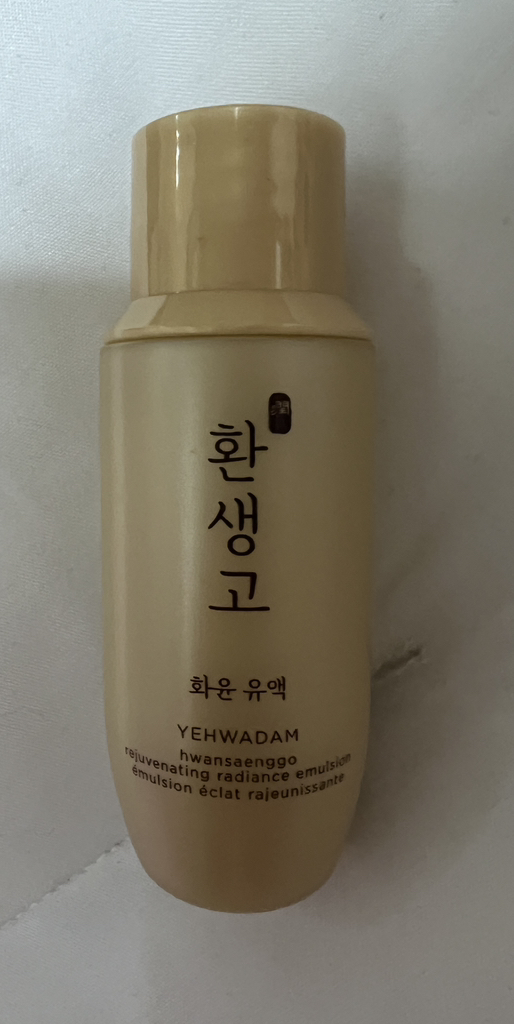 환생고
화윤 유액
YEHWADAM
hwansaenggo
rejuvenating radiance emulsion
émulsion éclat rajeunissante